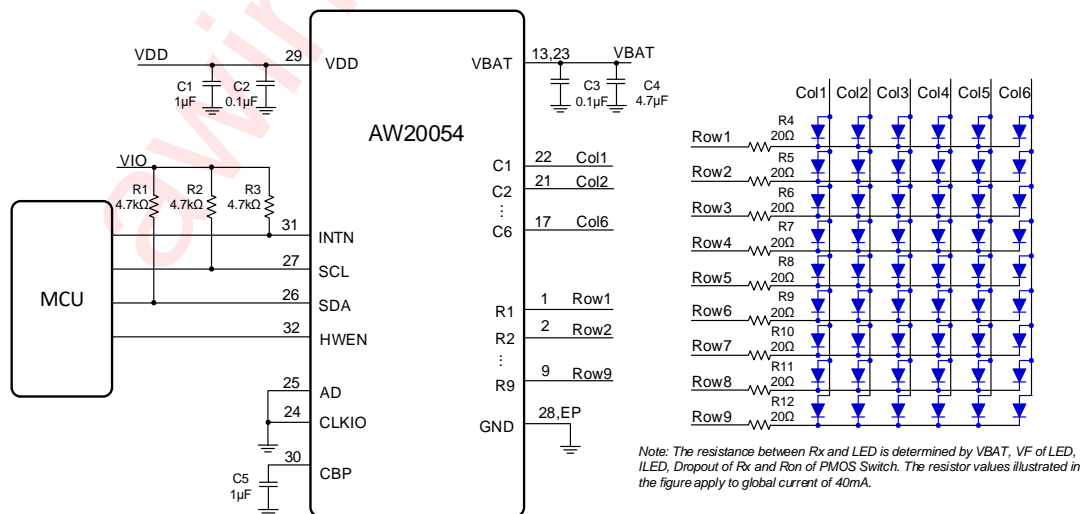 VDD
29
VDD
C1
1µF
C2
0.1µF
VBAT
13,23
VBAT
C3
0.1µF
C4
4.7µF
AW20054
VIO
R1
4.7kΩ
R2
4.7kΩ
R3
4.7kΩ
MCU
31
INTN
27
SCL
26
SDA
32
HWEN
25
AD
24
CLKIO
30
CBP
C5
1µF
C1
22
Col1
C2
21
Col2
C6
17
Col6
R1
1
Row1
R2
2
Row2
R9
9
Row9
GND
28,EP
Col1 Col2 Col3 Col4 Col5 Col6
Row1
R4
20Ω
Row2
R5
20Ω
Row3
R6
20Ω
Row4
R7
20Ω
Row5
R8
20Ω
Row6
R9
20Ω
Row7
R10
20Ω
Row8
R11
20Ω
Row9
R12
20Ω
Note: The resistance between Rx and LED is determined by VBAT, VF of LED,
ILED, Dropout of Rx and Ron of PMOS Switch. The resistor values illustrated in
the figure apply to global current of 40mA.
awin